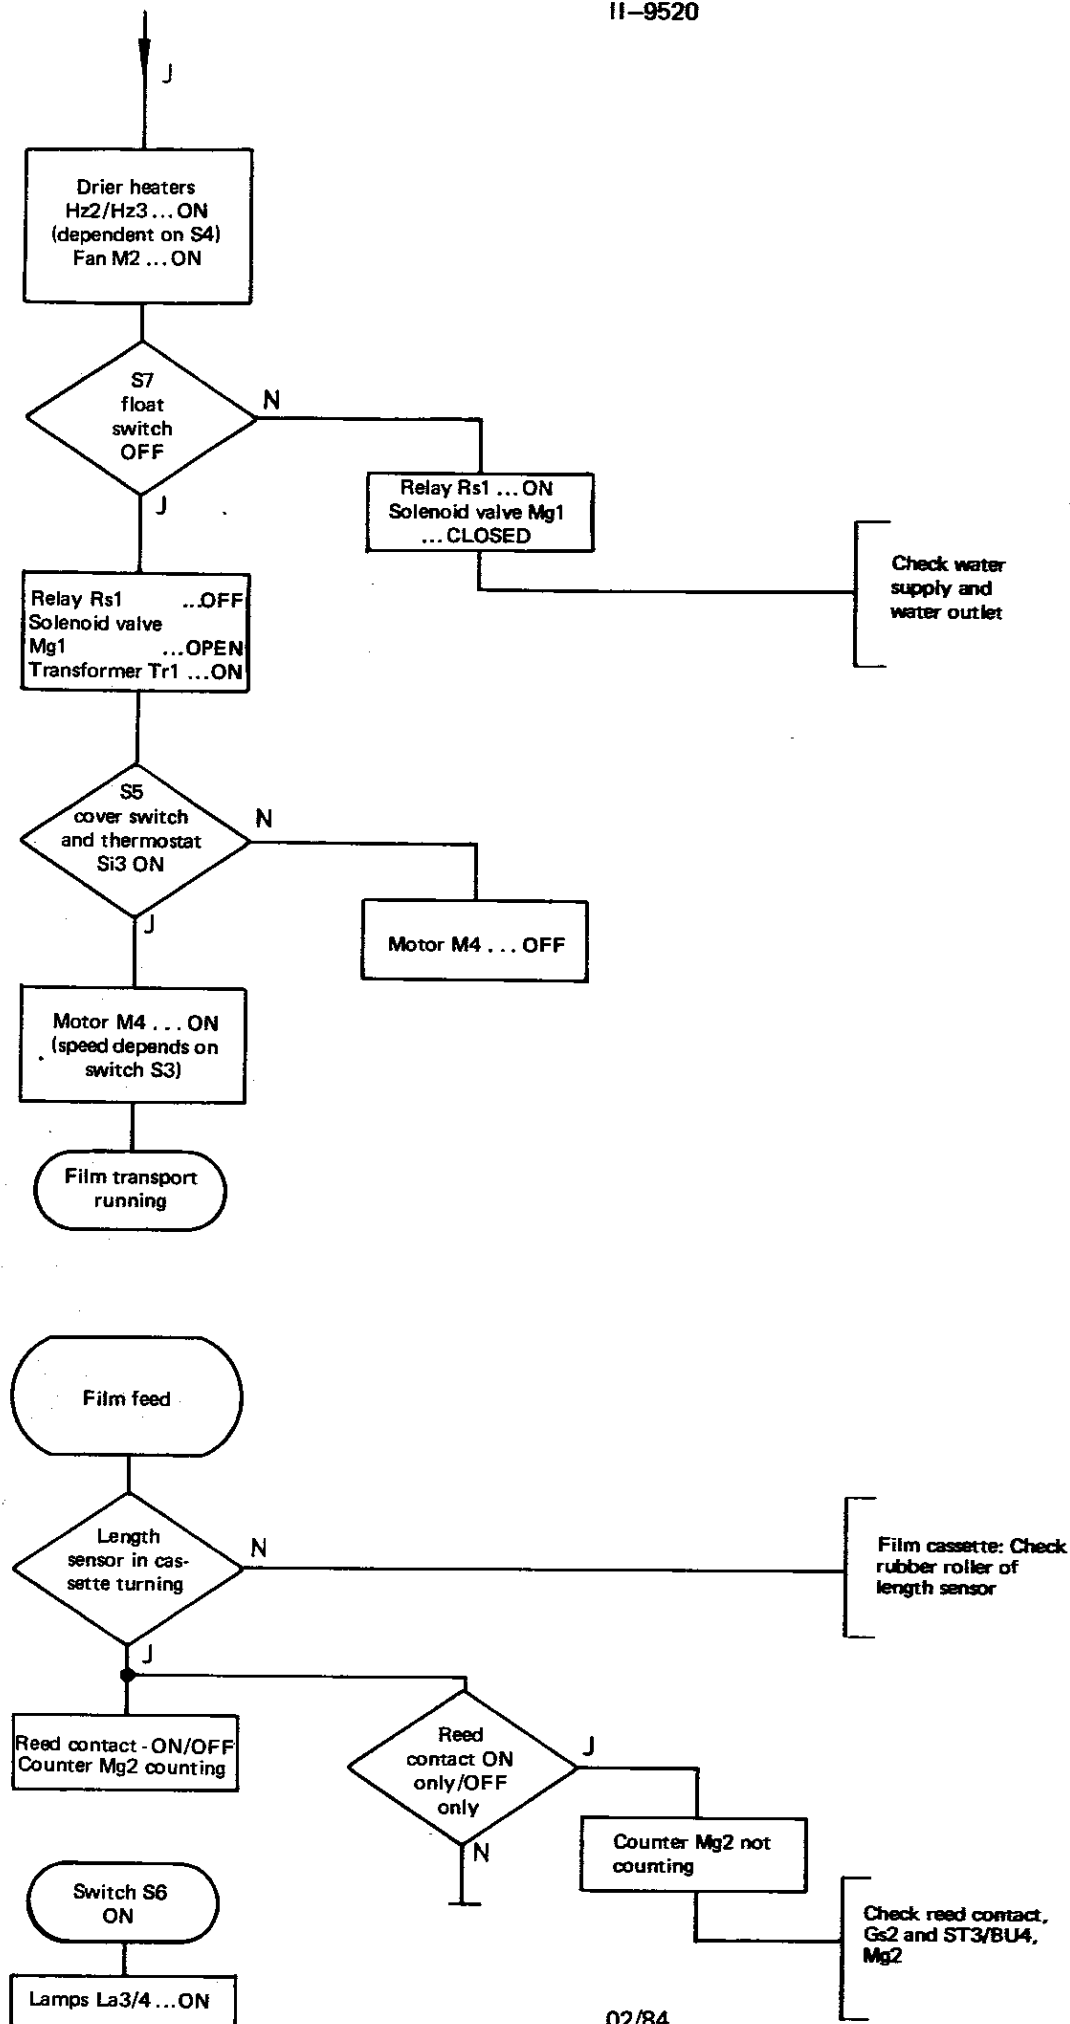 II–9520
J
Drier heaters
Hz2/Hz3 ... ON
(dependent on S4)
Fan M2 ... ON
S7
float
switch
OFF
N
J
Relay Rs1 ... ON
Solenoid valve Mg1
... CLOSED
Check water
supply and
water outlet
Relay Rs1 ...OFF
Solenoid valve
Mg1 ...OPEN
Transformer Tr1 ...ON
S5
cover switch
and thermostat
Si3 ON
N
J
Motor M4 ... OFF
Motor M4 ... ON
(speed depends on
switch S3)
Film transport
running
Film feed
Length
sensor in cas-
sette turning
N
J
Film cassette: Check
rubber roller of
length sensor
Reed contact - ON/OFF
Counter Mg2 counting
Reed
contact ON
only/OFF
only
J
N
Counter Mg2 not
counting
Check reed contact,
Gs2 and ST3/BU4,
Mg2
Switch S6
ON
Lamps La3/4 ...ON
02/84